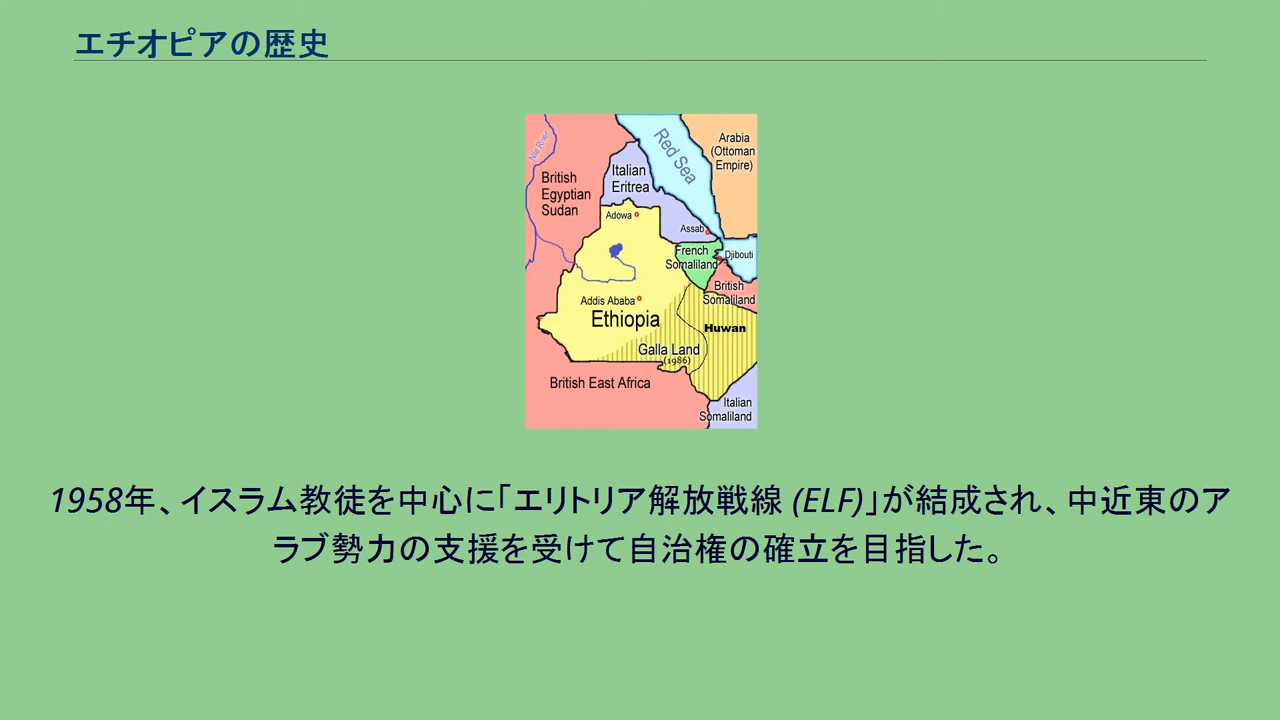 エチオピアの歴史
Nile River
Red Sea
Arabia
(Ottoman
Empire)
British
Egyptian
Sudan
Italian
Eritrea
Adowa
Assab
French
Somaliland
Djibouti
British
Somaliland
Addis Ababa
Ethiopia
Huwan
Galla Land
(1986)
British East Africa
Italian
Somaliland
1958年、イスラム教徒を中心に｢エリトリア解放戦線 (ELF)｣が結成され、中近東のア
ラブ勢力の支援を受けて自治権の確立を目指した。